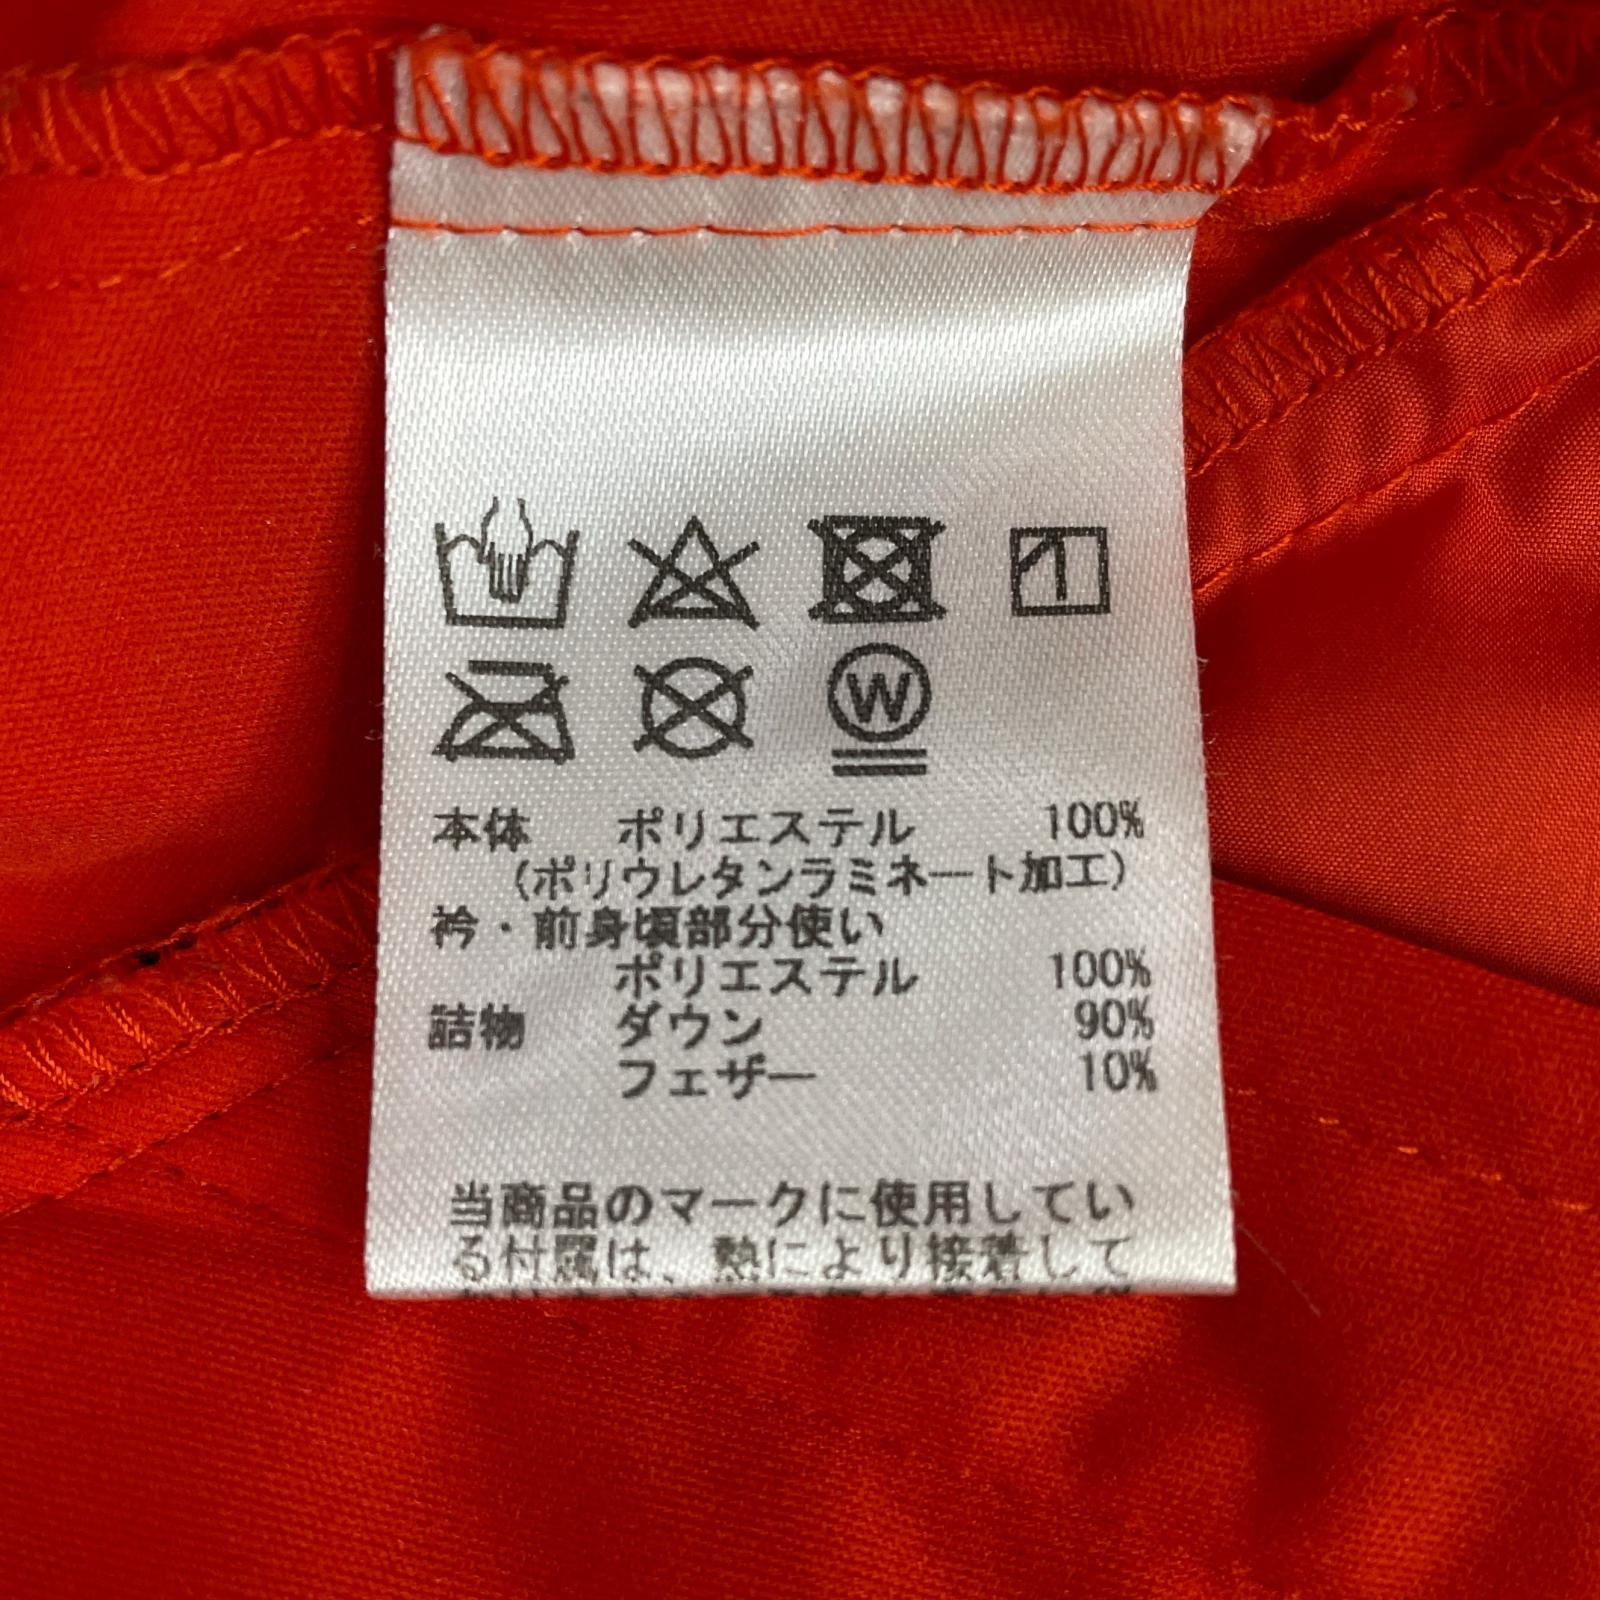 W
本体 ポリエステル 100%
(ポリウレタンラミネート加工)
衿・前身頃部分使い
ポリエステル 100%
詰物 ダウン 90%
フェザー 10%
当商品のマークに使用してい
る付属は、熱により接着して